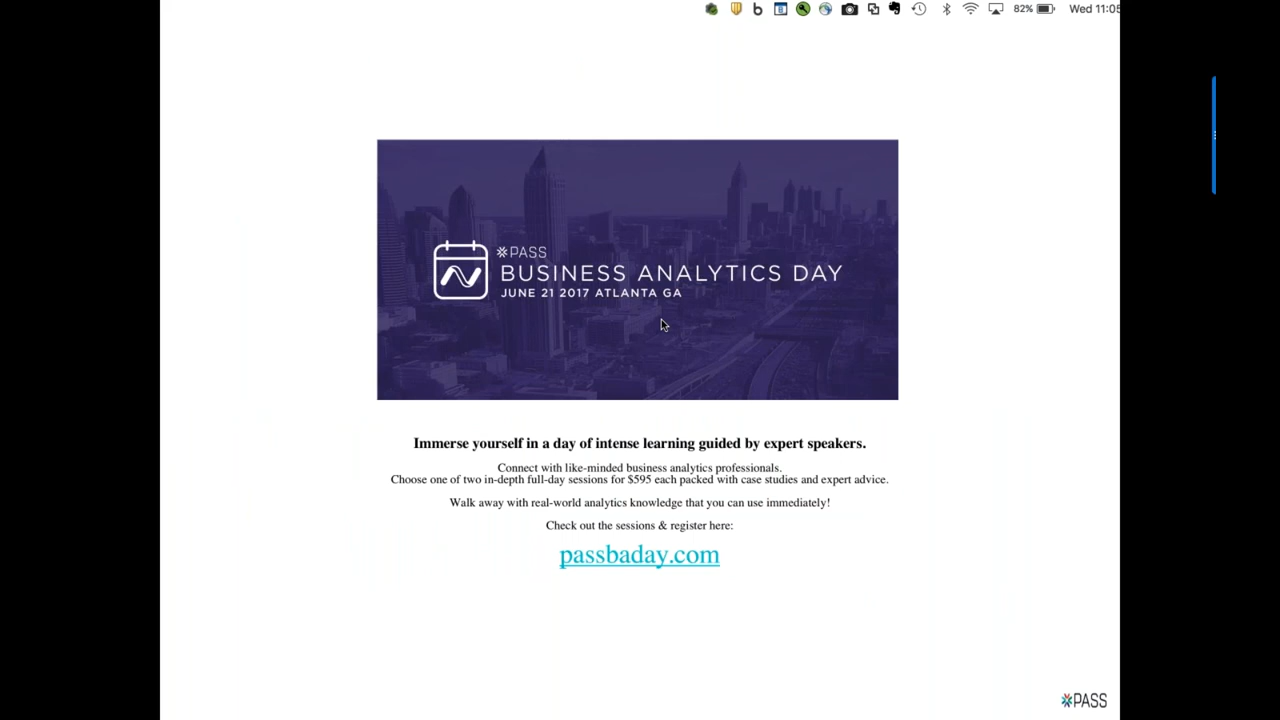 82% Wed 11:05
PASS
BUSINESS ANALYTICS DAY
JUNE 21 2017 ATLANTA GA
Immerse yourself in a day of intense learning guided by expert speakers.
Connect with like-minded business analytics professionals.
Choose one of two in-depth full-day sessions for $595 each packed with case studies and expert advice.
Walk away with real-world analytics knowledge that you can use immediately!
Check out the sessions & register here:
passbaday.com
PASS